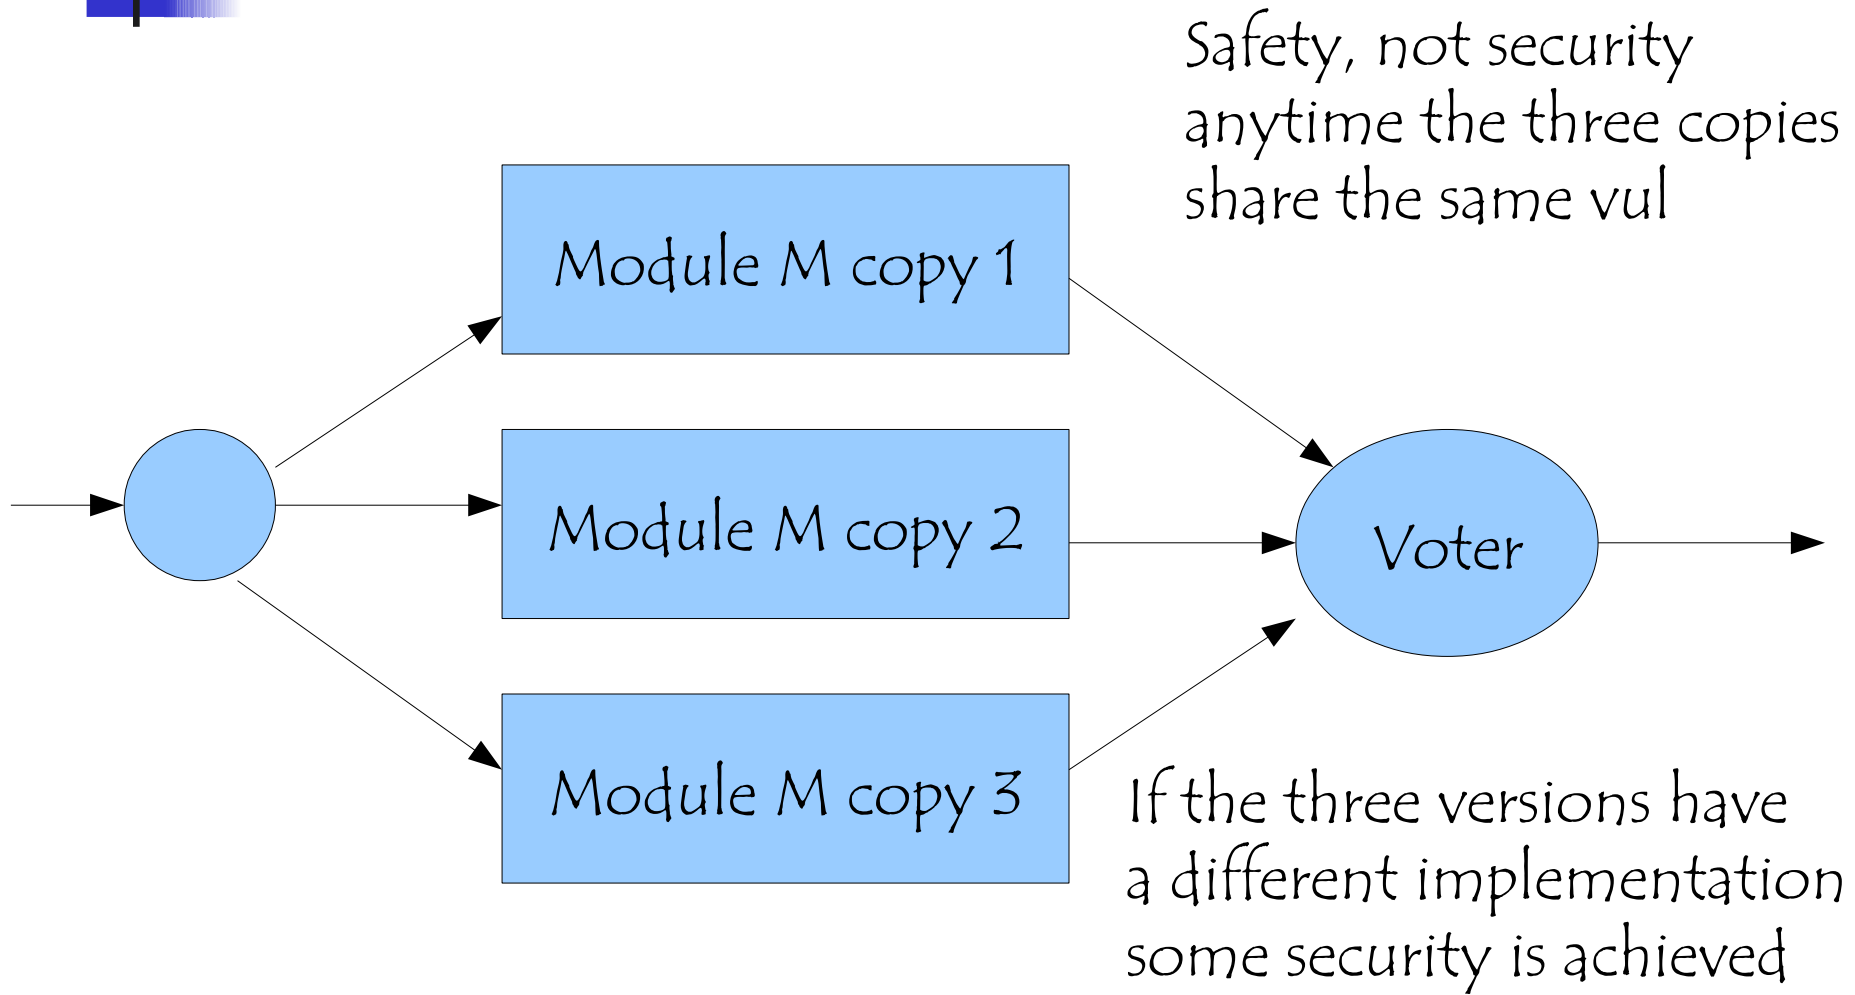 Safety, not security
anytime the three copies
share the same vul
Module M copy 1
Module M copy 2
Voter
Module M copy 3
If the three versions have
a different implementation
some security is achieved